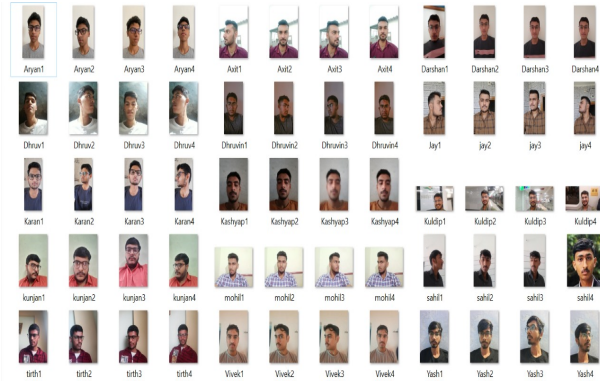 Aryan1 Aryan2 Aryan3 Aryan4 Axit1 Axit2 Axit3 Axit4 Darshan1 Darshan2 Darshan3 Darshan4
Dhruv1 Dhruv2 Dhruv3 Dhruv4 Dhruvin1 Dhruvin2 Dhruvin3 Dhruvin4 Jay1 jay2 jay3 jay4
Karan1 Karan2 Karan3 Karan4 Kashyap1 Kashyap2 Kashyap3 Kashyap4 Kuldip1 Kuldip2 Kuldip3 Kuldip4
kunjan1 kunjan2 kunjan3 kunjan4 mohil1 mohil2 mohil3 mohil4 sahil1 sahil2 sahil3 sahil4
tirth1 tirth2 tirth3 tirth4 Vivek1 Vivek2 Vivek3 Vivek4 Yash1 Yash2 Yash3 Yash4